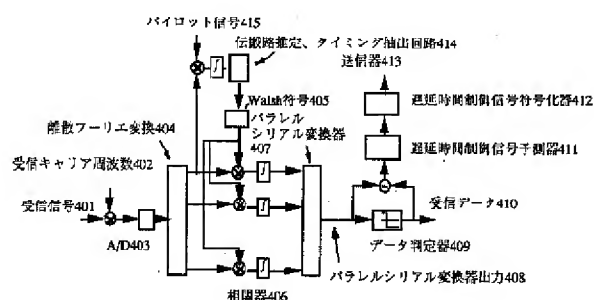 パイロット信号415
伝搬路推定、タイミング抽出回路414
送信器413
Walsh符号405
遅延時間制御信号符号化器412
離散フーリエ変換404
パラレル
シリアル変換器
407
遅延時間制御信号予測器411
受信キャリア周波数402
受信信号401
受信データ410
A/D403
データ判定器409
パラレルシリアル変換器出力408
相関器406